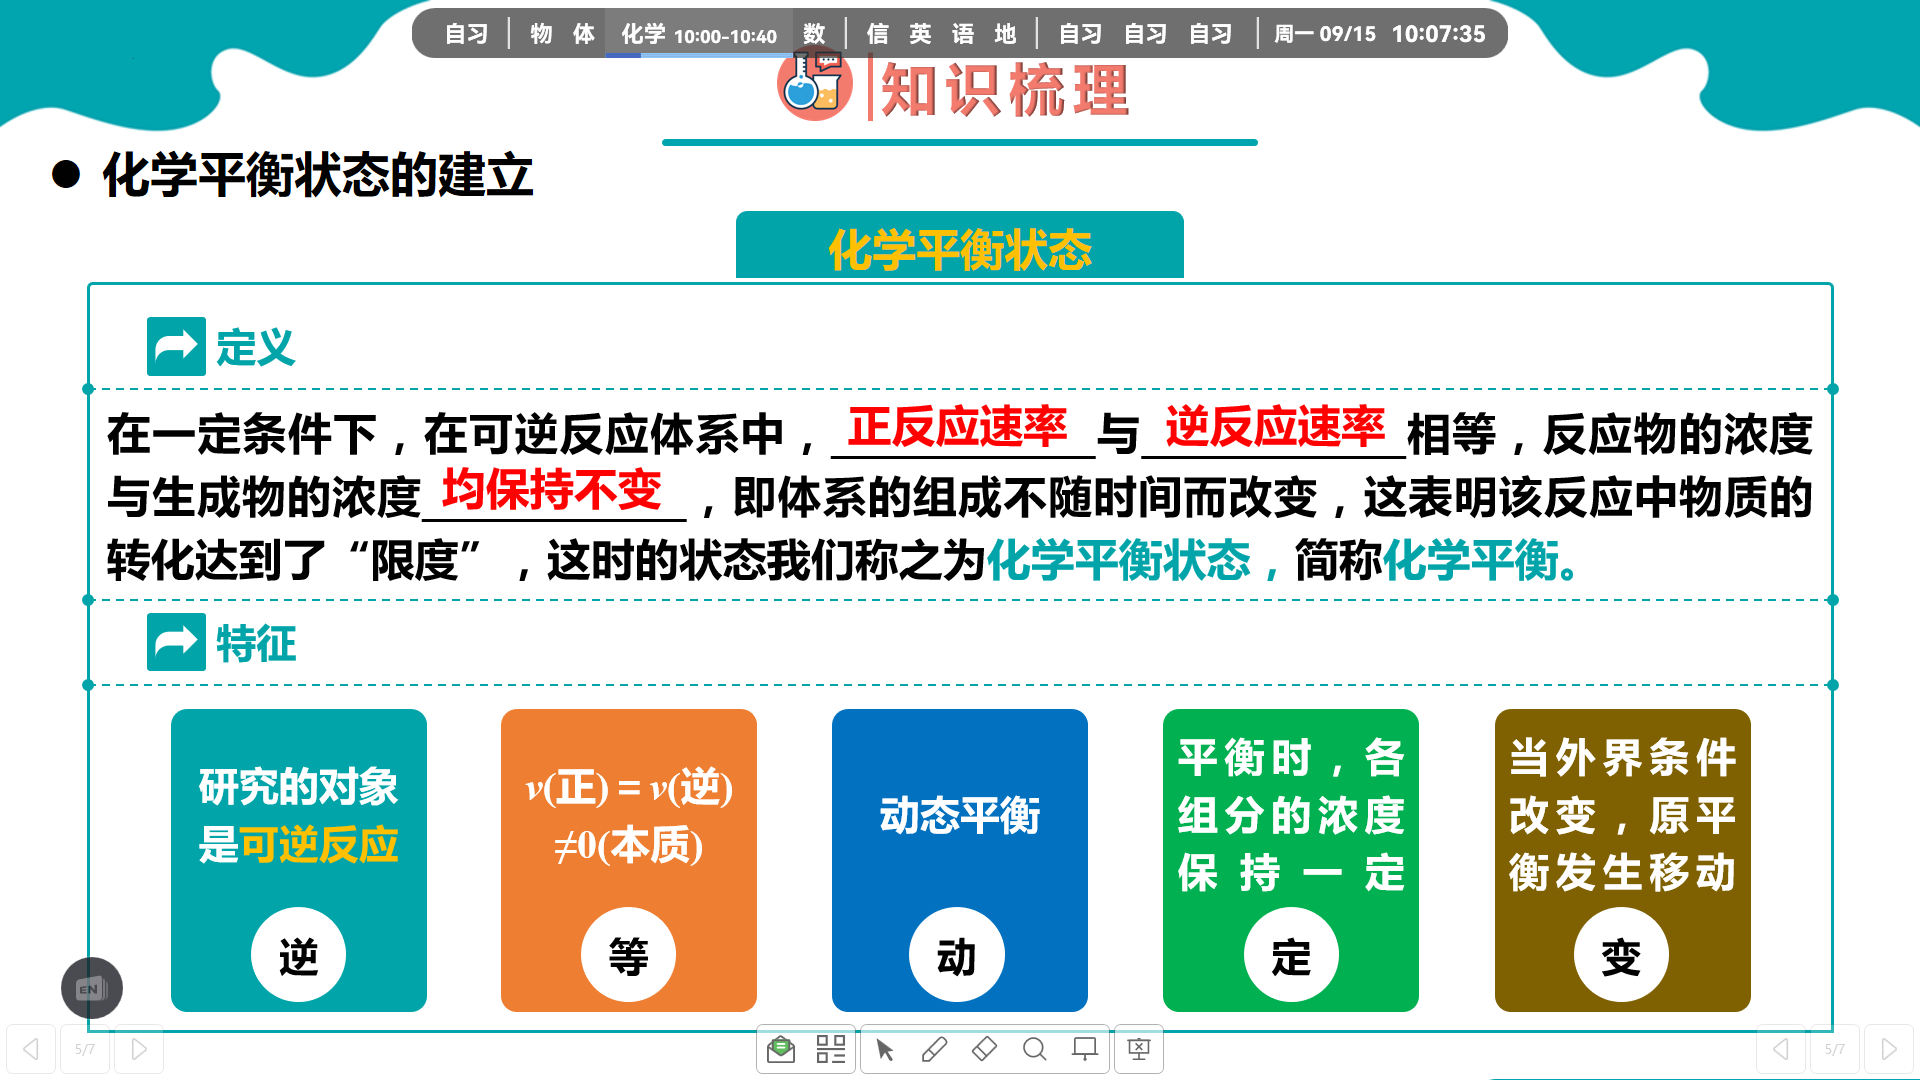 自习 物 体 化学 10:00-10:40 数 信 英 语 地 自习 自习 自习 周一 09/15 10:07:35
知识梳理
● 化学平衡状态的建立
化学平衡状态
定义
在一定条件下，在可逆反应体系中，正反应速率与逆反应速率相等，反应物的浓度
与生成物的浓度均保持不变，即体系的组成不随时间而改变，这表明该反应中物质的
转化达到了“限度”，这时的状态我们称之为化学平衡状态，简称化学平衡。
特征
研究的对象
是可逆反应
逆
v(正) = v(逆)
≠0(本质)
等
动态平衡
动
平衡时，各
组分的浓度
保持一定
定
当外界条件
改变，原平
衡发生移动
变
EN
5/7
5/7